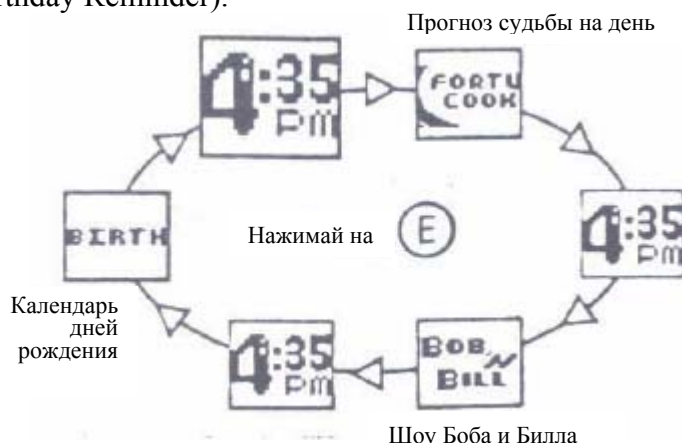 rthday Reminder).
Прогноз судьбы на день
4:35
PM
FORTU
COOK
BIRTH
Нажимай на
E
4:35
PM
Календарь
дней
рождения
4:35
PM
BOB'N
BILL
Шоу Боба и Билла